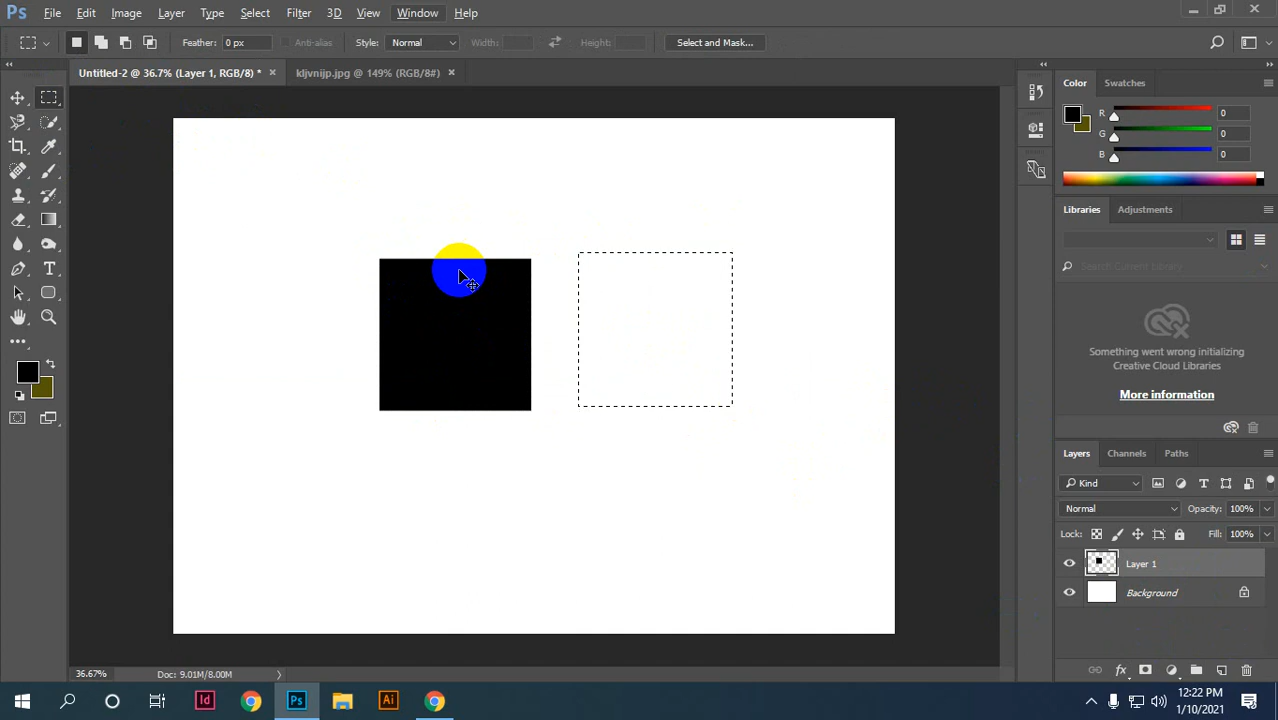 Ps File Edit Image Layer Type Select Filter 3D View Window Help
Feather: 0 px Anti-alias Style: Normal Width: Height: Select and Mask...
Untitled-2 @ 36.7% (Layer 1, RGB/8) * × kljvnijp.jpg @ 149% (RGB/8#) ×
Color Swatches
R 0
G 0
B 0
Libraries Adjustments
Search Current Library
Something went wrong initializing
Creative Cloud Libraries
More information
Layers Channels Paths
Kind
Normal Opacity: 100%
Lock: Fill: 100%
Layer 1
Background
36.67% Doc: 9.01M/8.00M
Id Ps Ai
12:22 PM
1/10/2021